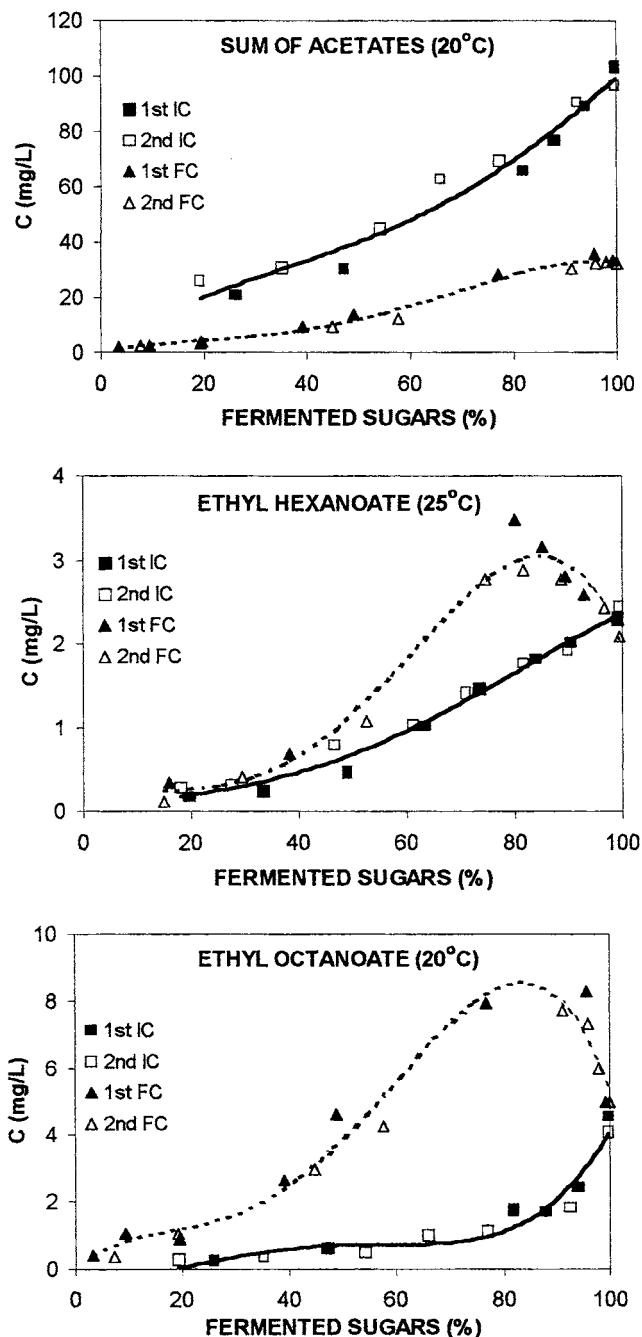 SUM OF ACETATES (20°C)
120
100
80
60
40
20
0
C (mg/L)
1st IC
2nd IC
1st FC
2nd FC
0 20 40 60 80 100
FERMENTED SUGARS (%)
ETHYL HEXANOATE (25°C)
4
3
2
1
0
C (mg/L)
1st IC
2nd IC
1st FC
2nd FC
0 20 40 60 80 100
FERMENTED SUGARS (%)
ETHYL OCTANOATE (20°C)
10
8
6
4
2
0
C (mg/L)
1st IC
2nd IC
1st FC
2nd FC
0 20 40 60 80 100
FERMENTED SUGARS (%)